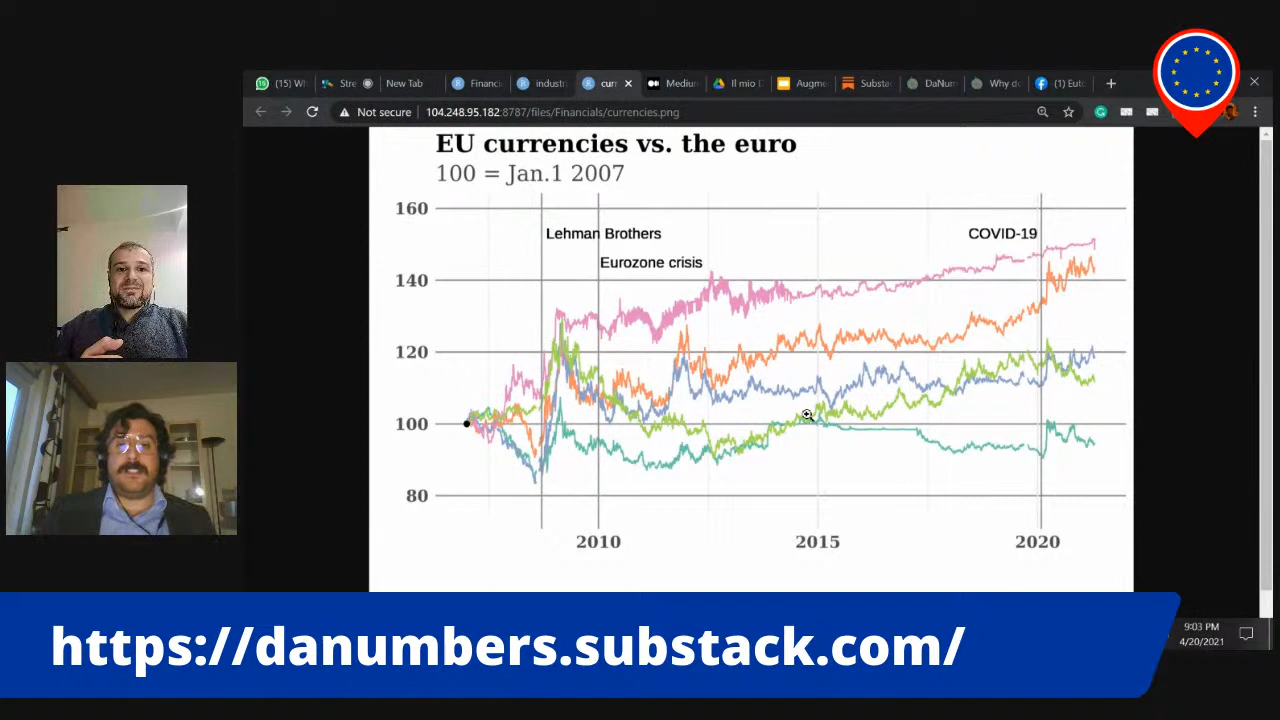 (15) Wh
Stre
New Tab
Financi
industr
curr
Medium
Il mio D
Augme
Substac
DaNum
Why do
(1) Euto
Not secure
104.248.95.182:8787/files/Financials/currencies.png
EU currencies vs. the euro
100 = Jan.1 2007
160
Lehman Brothers
COVID-19
Eurozone crisis
140
120
100
80
2010
2015
2020
https://danumbers.substack.com/
9:03 PM
4/20/2021